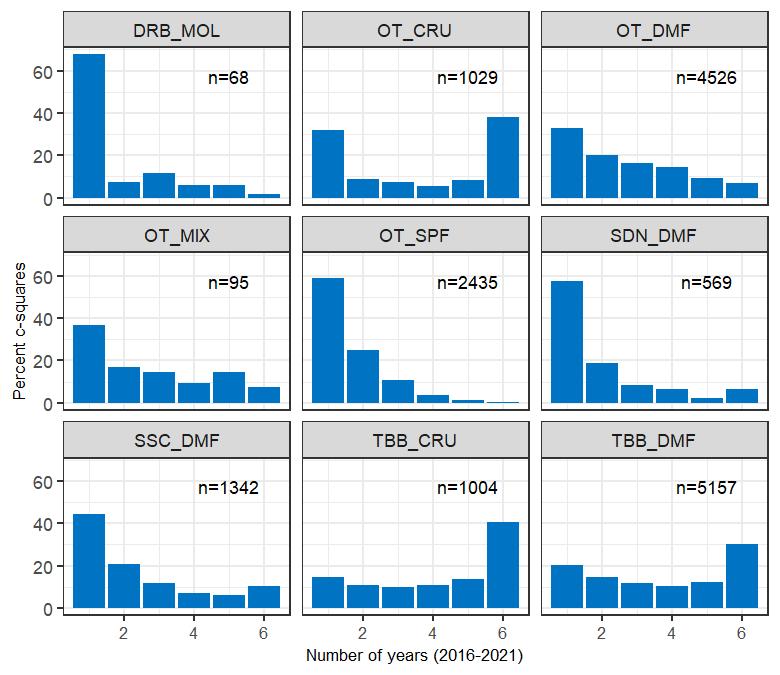 DRB_MOL OT_CRU OT_DMF
60 n=68 n=1029 n=4526
40
20
0
OT_MIX OT_SPF SDN_DMF
60 n=95 n=2435 n=569
40
20
0
Percent c-squares
SSC_DMF TBB_CRU TBB_DMF
60 n=1342 n=1004 n=5157
40
20
0
2 4 6 2 4 6 2 4 6
Number of years (2016-2021)